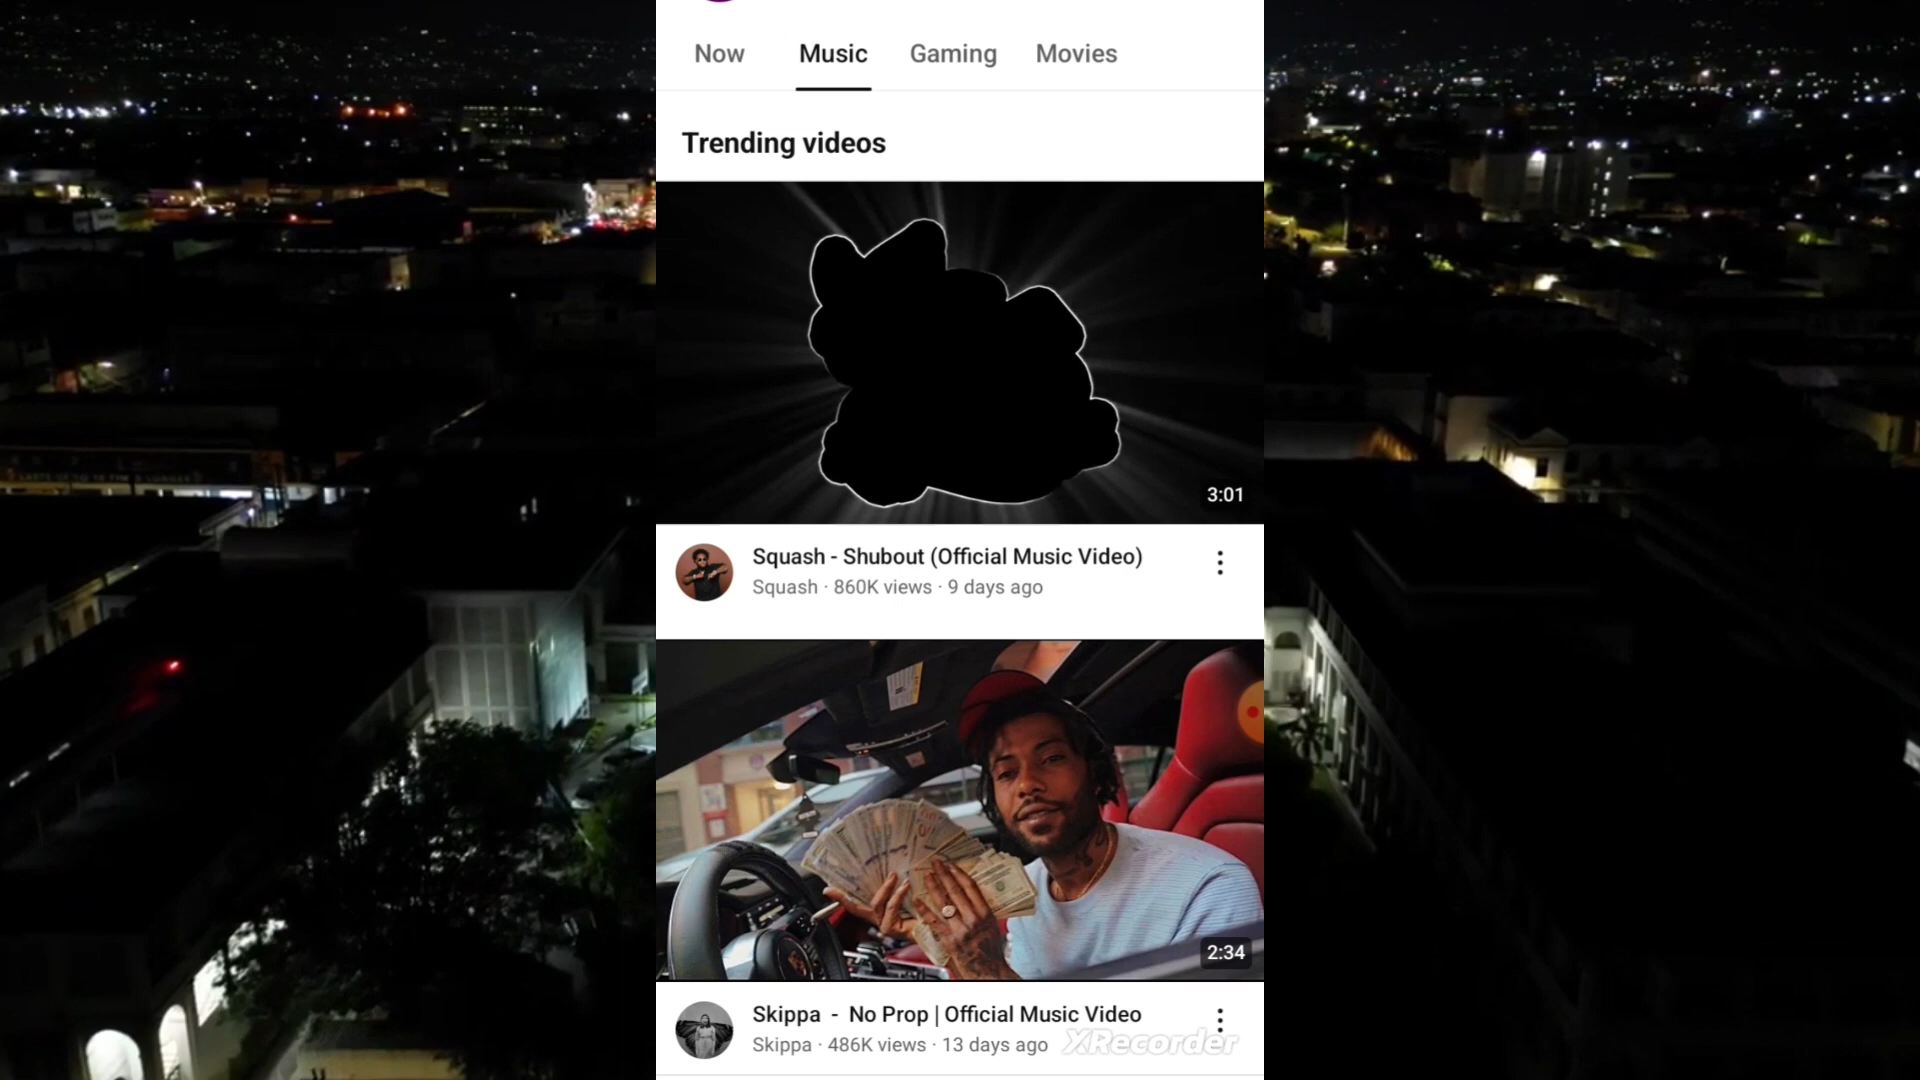 Now Music Gaming Movies
Trending videos
3:01
Squash - Shubout (Official Music Video)
Squash · 860K views · 9 days ago
2:34
Skippa - No Prop | Official Music Video
Skippa · 486K views · 13 days ago
XRecorder